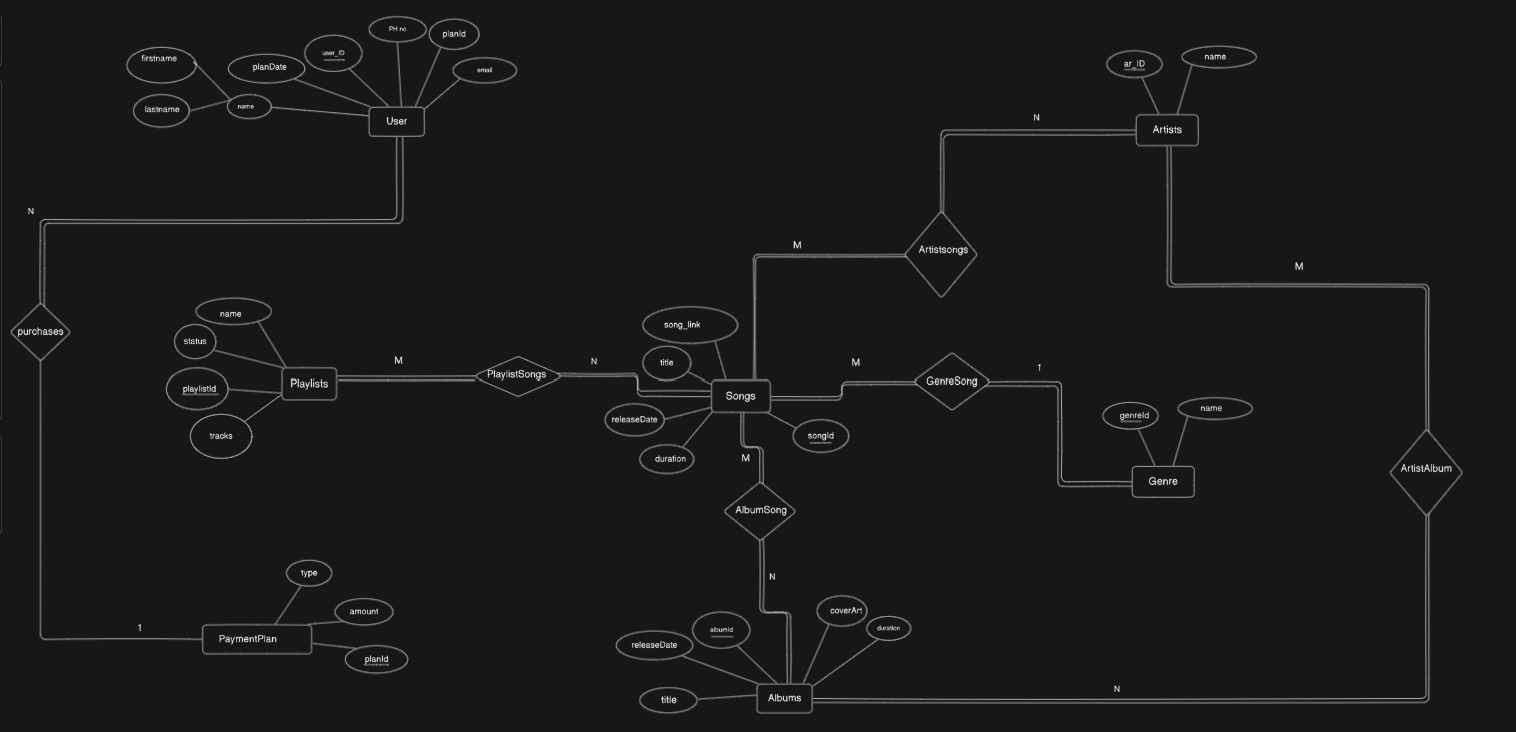 PH no
planId
user_ID
firstname
planDate
email
lastname
name
User
ar_ID
name
Artists
N
N
M
Artistsongs
M
name
status
song_link
title
purchases
playlistId
Playlists
M
PlaylistSongs
N
Songs
M
GenreSong
1
tracks
releaseDate
songId
duration
genreId
name
Genre
M
AlbumSong
ArtistAlbum
N
type
amount
1
PaymentPlan
planId
coverArt
albumId
duration
releaseDate
title
Albums
N